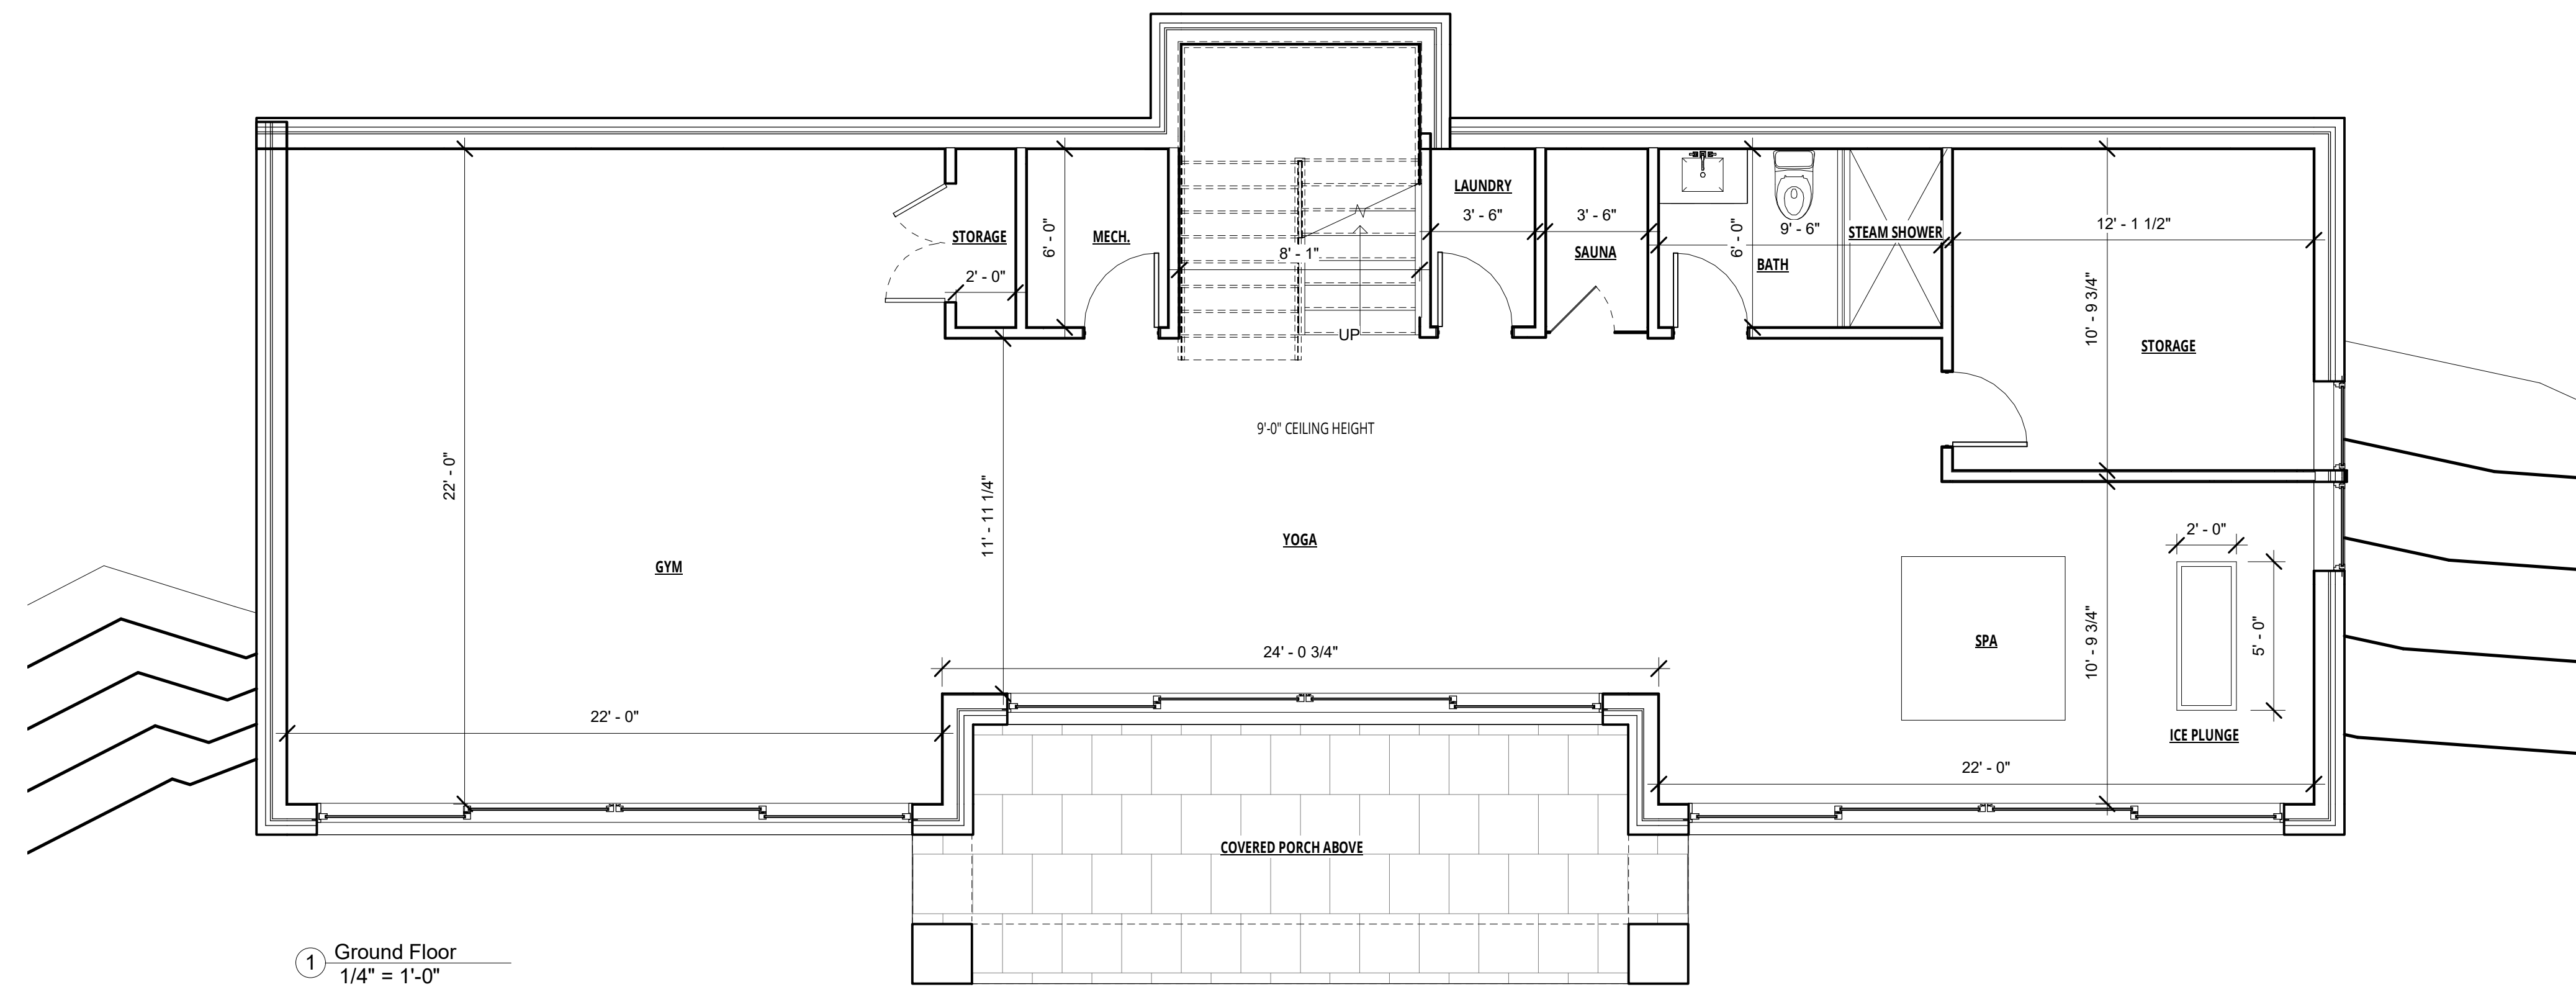 LAUNDRY
3' - 6"
3' - 6"
9' - 6"
12' - 1 1/2"
STORAGE
6' - 0"
MECH.
8' - 1"
SAUNA
6' - 0"
BATH
STEAM SHOWER
2' - 0"
UP
10' - 9 3/4"
STORAGE
9'-0" CEILING HEIGHT
22' - 0"
11' - 11 1/4"
YOGA
GYM
2' - 0"
SPA
10' - 9 3/4"
5' - 0"
24' - 0 3/4"
22' - 0"
ICE PLUNGE
22' - 0"
COVERED PORCH ABOVE
1
Ground Floor
1/4" = 1'-0"